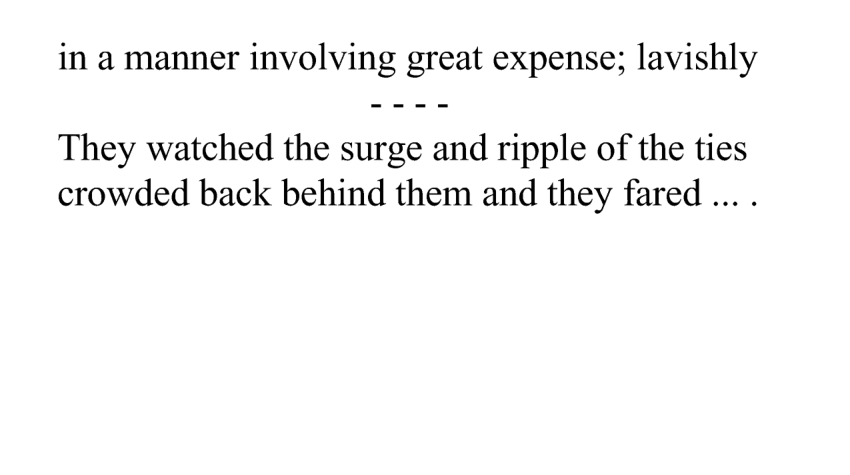 in a manner involving great expense; lavishly
- - - -
They watched the surge and ripple of the ties
crowded back behind them and they fared ... .